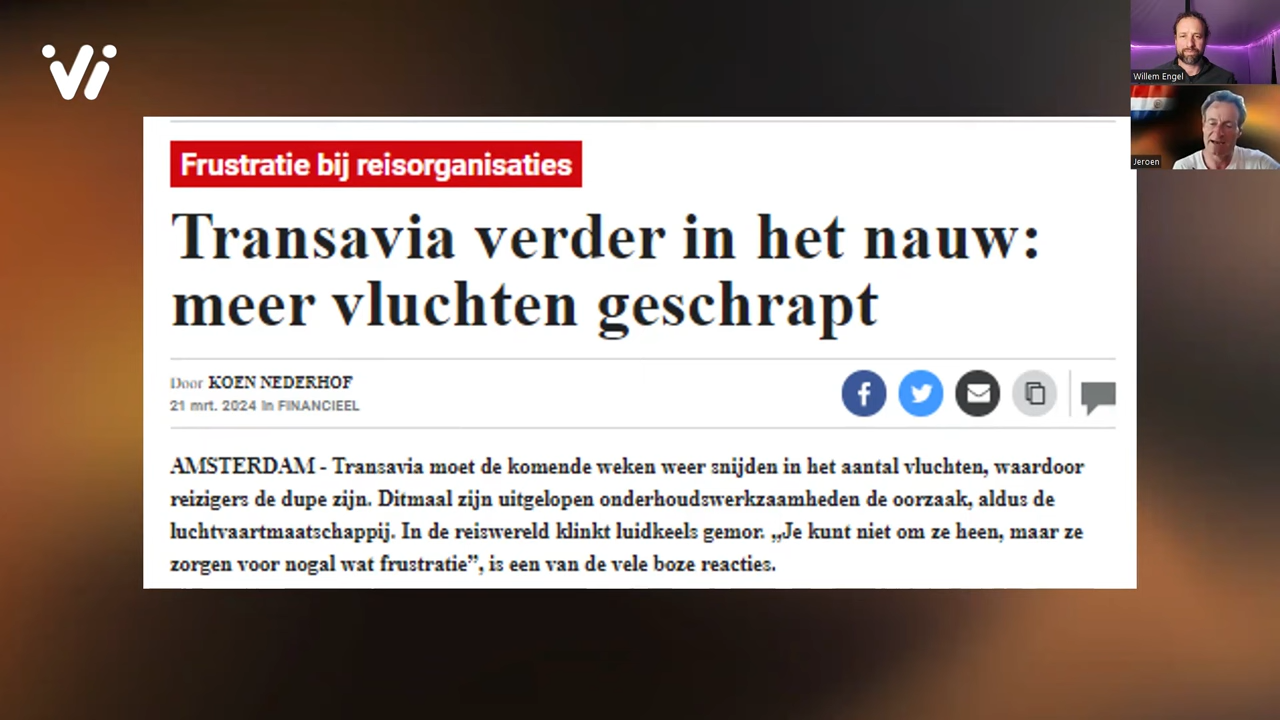 Vi
Willem Engel
Jeroen
Frustratie bij reisorganisaties
Transavia verder in het nauw:
meer vluchten geschrapt
Door KOEN NEDERHOF
21 mrt. 2024 in FINANCIEEL
AMSTERDAM - Transavia moet de komende weken weer snijden in het aantal vluchten, waardoor
reizigers de dupe zijn. Ditmaal zijn uitgelopen onderhoudswerkzaamheden de oorzaak, aldus de
luchtvaartmaatschappij. In de reiswereld klinkt luidkeels gemor. „Je kunt niet om ze heen, maar ze
zorgen voor nogal wat frustratie”, is een van de vele boze reacties.